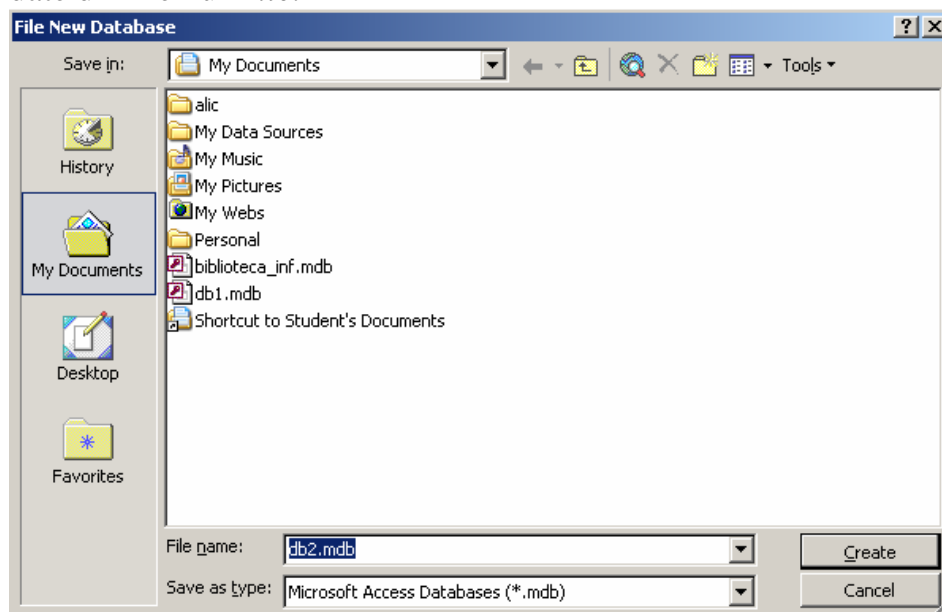 File New Database
Save in:
My Documents
Tools
History
My Documents
Desktop
Favorites
alic
My Data Sources
My Music
My Pictures
My Webs
Personal
biblioteca_inf.mdb
db1.mdb
Shortcut to Student's Documents
File name:
db2.mdb
Create
Save as type:
Microsoft Access Databases (*.mdb)
Cancel